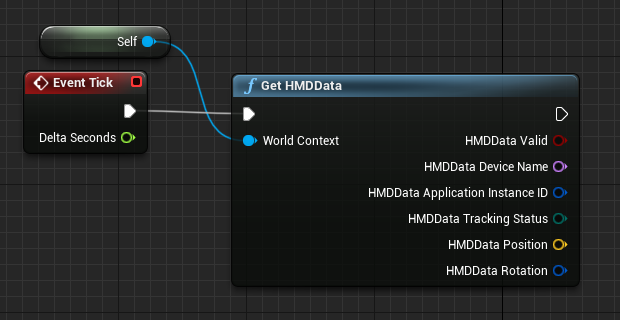 Self
Event Tick
Delta Seconds
f Get HMDData
World Context
HMDData Valid
HMDData Device Name
HMDData Application Instance ID
HMDData Tracking Status
HMDData Position
HMDData Rotation